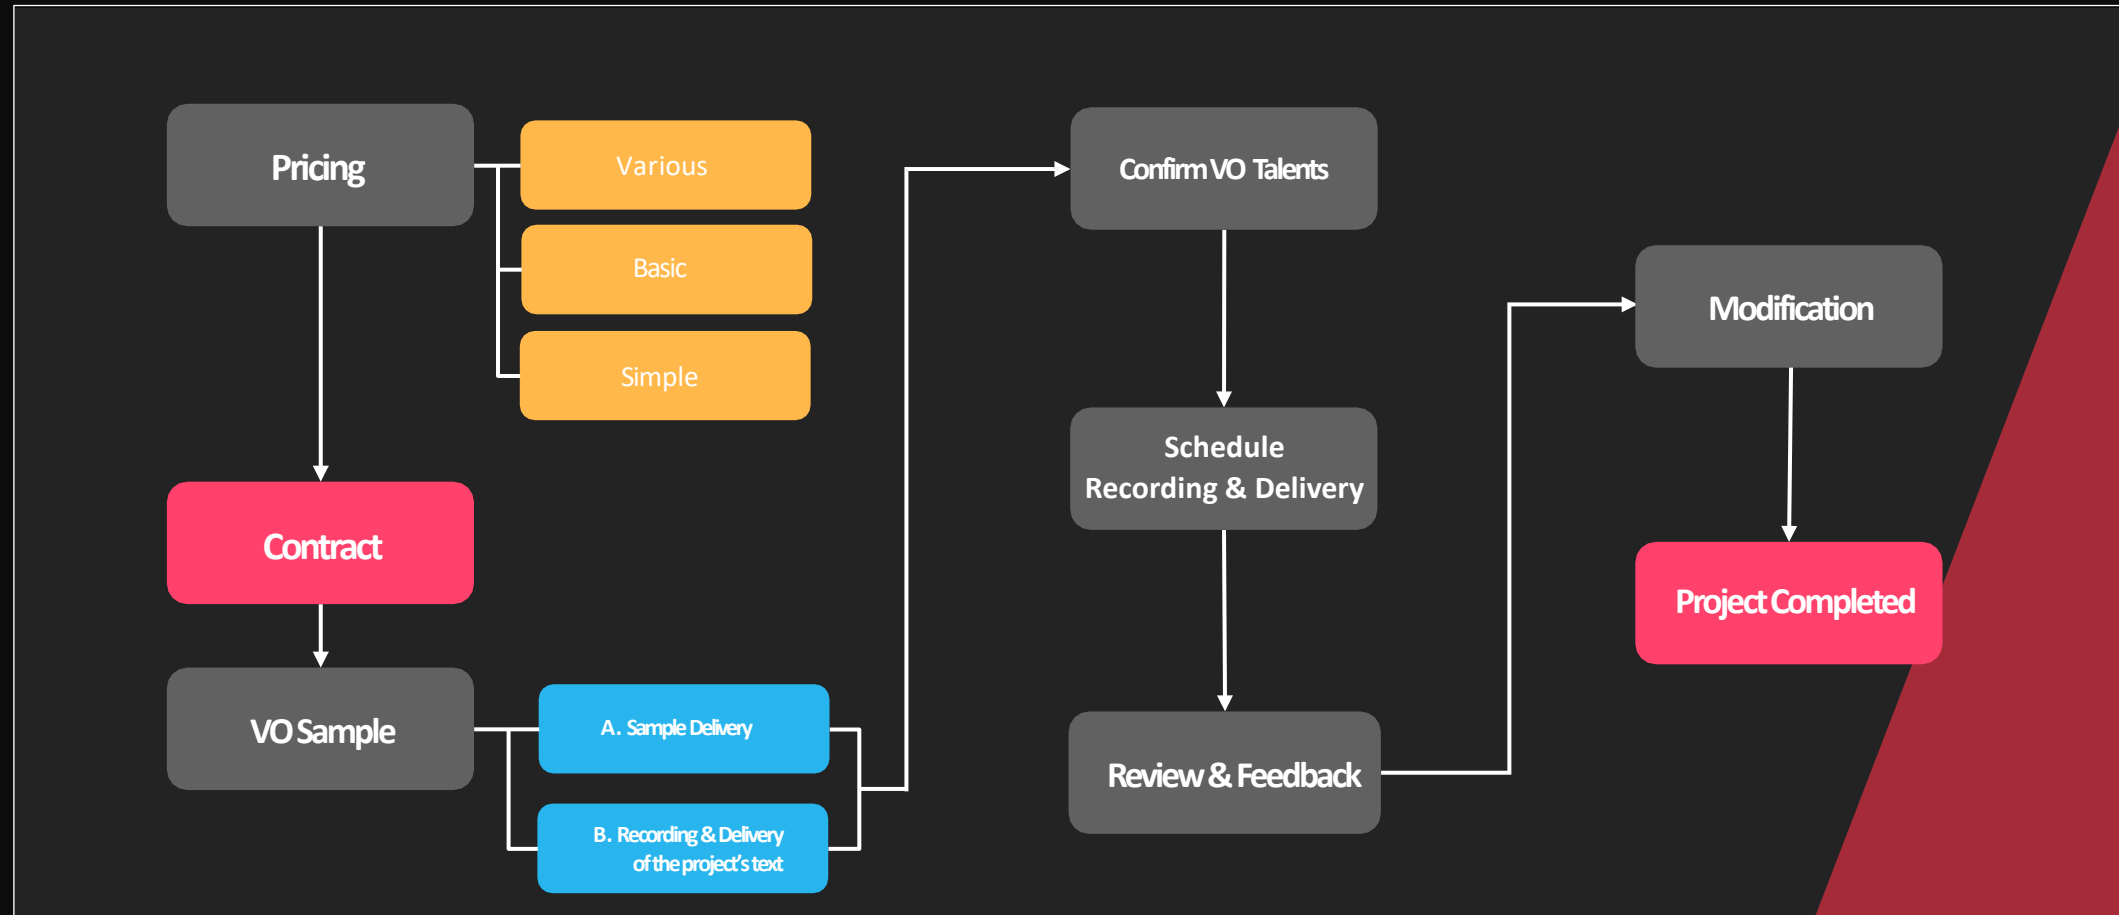 Pricing
Various
Basic
Simple
Contract
VO Sample
A. Sample Delivery
B. Recording & Delivery
of the project's text
Confirm VO Talents
Schedule
Recording & Delivery
Review & Feedback
Modification
Project Completed